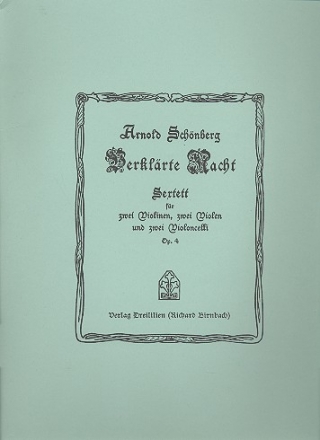 Arnold Schönberg
Verklärte Nacht
Sextett
für
zwei Violinen, zwei Violen
und zwei Violoncelli
Op. 4
Verlag Dreililien (Richard Birnbach)